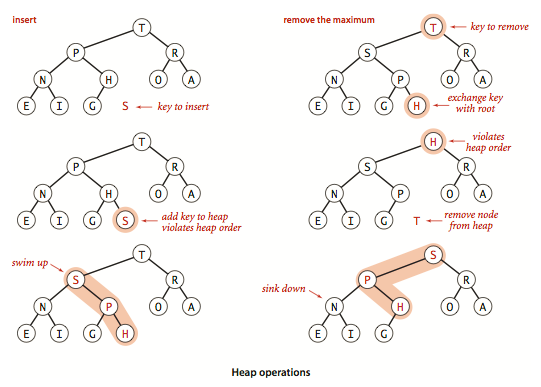 insert
T
P R
N H O A
E I G S key to insert
T
P R
N H O A
E I G S add key to heap
violates heap order
swim up
T
S R
N P O A
E I G H
remove the maximum
T key to remove
S R
N P O A
E I G H exchange key
with root
H violates
heap order
S R
N P O A
E I G T remove node
from heap
sink down
S
P R
N H O A
E I G
Heap operations